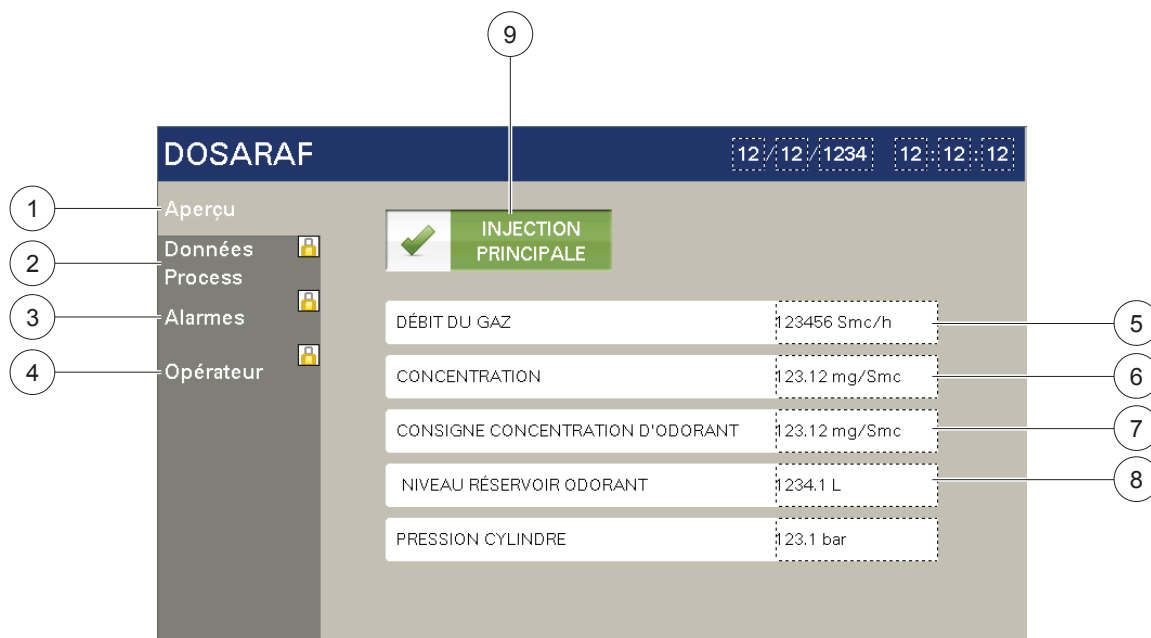 9
DOSARAF
12/12/1234 12:12:12
1
Aperçu
2
Données
Process
3
Alarmes
4
Opérateur
INJECTION
PRINCIPALE
DÉBIT DU GAZ 123456 Smc/h
5
CONCENTRATION 123.12 mg/Smc
6
CONSIGNE CONCENTRATION D'ODORANT 123.12 mg/Smc
7
NIVEAU RÉSERVOIR ODORANT 1234.1 L
8
PRESSION CYLINDRE 123.1 bar